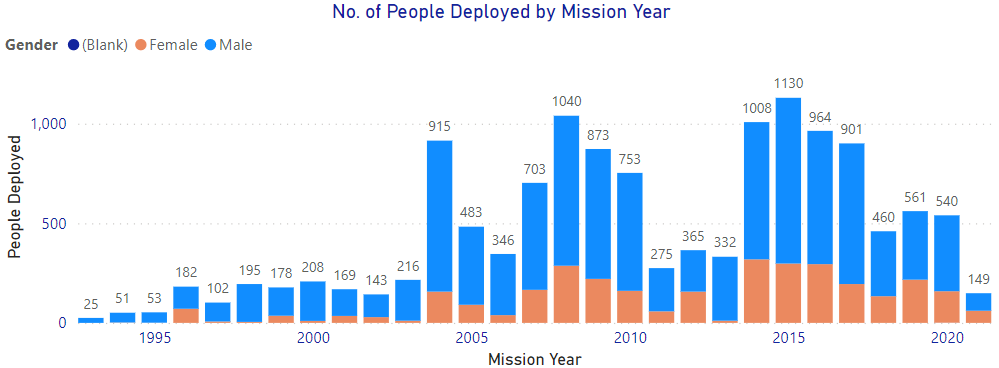 No. of People Deployed by Mission Year
Gender (Blank) Female Male
People Deployed
1,000
500
0
25 51 53 182 102 195 178 208 169 143 216 915 483 346 703 1040 873 753 275 365 332 1008 1130 964 901 460 561 540 149
1995 2000 2005 2010 2015 2020
Mission Year